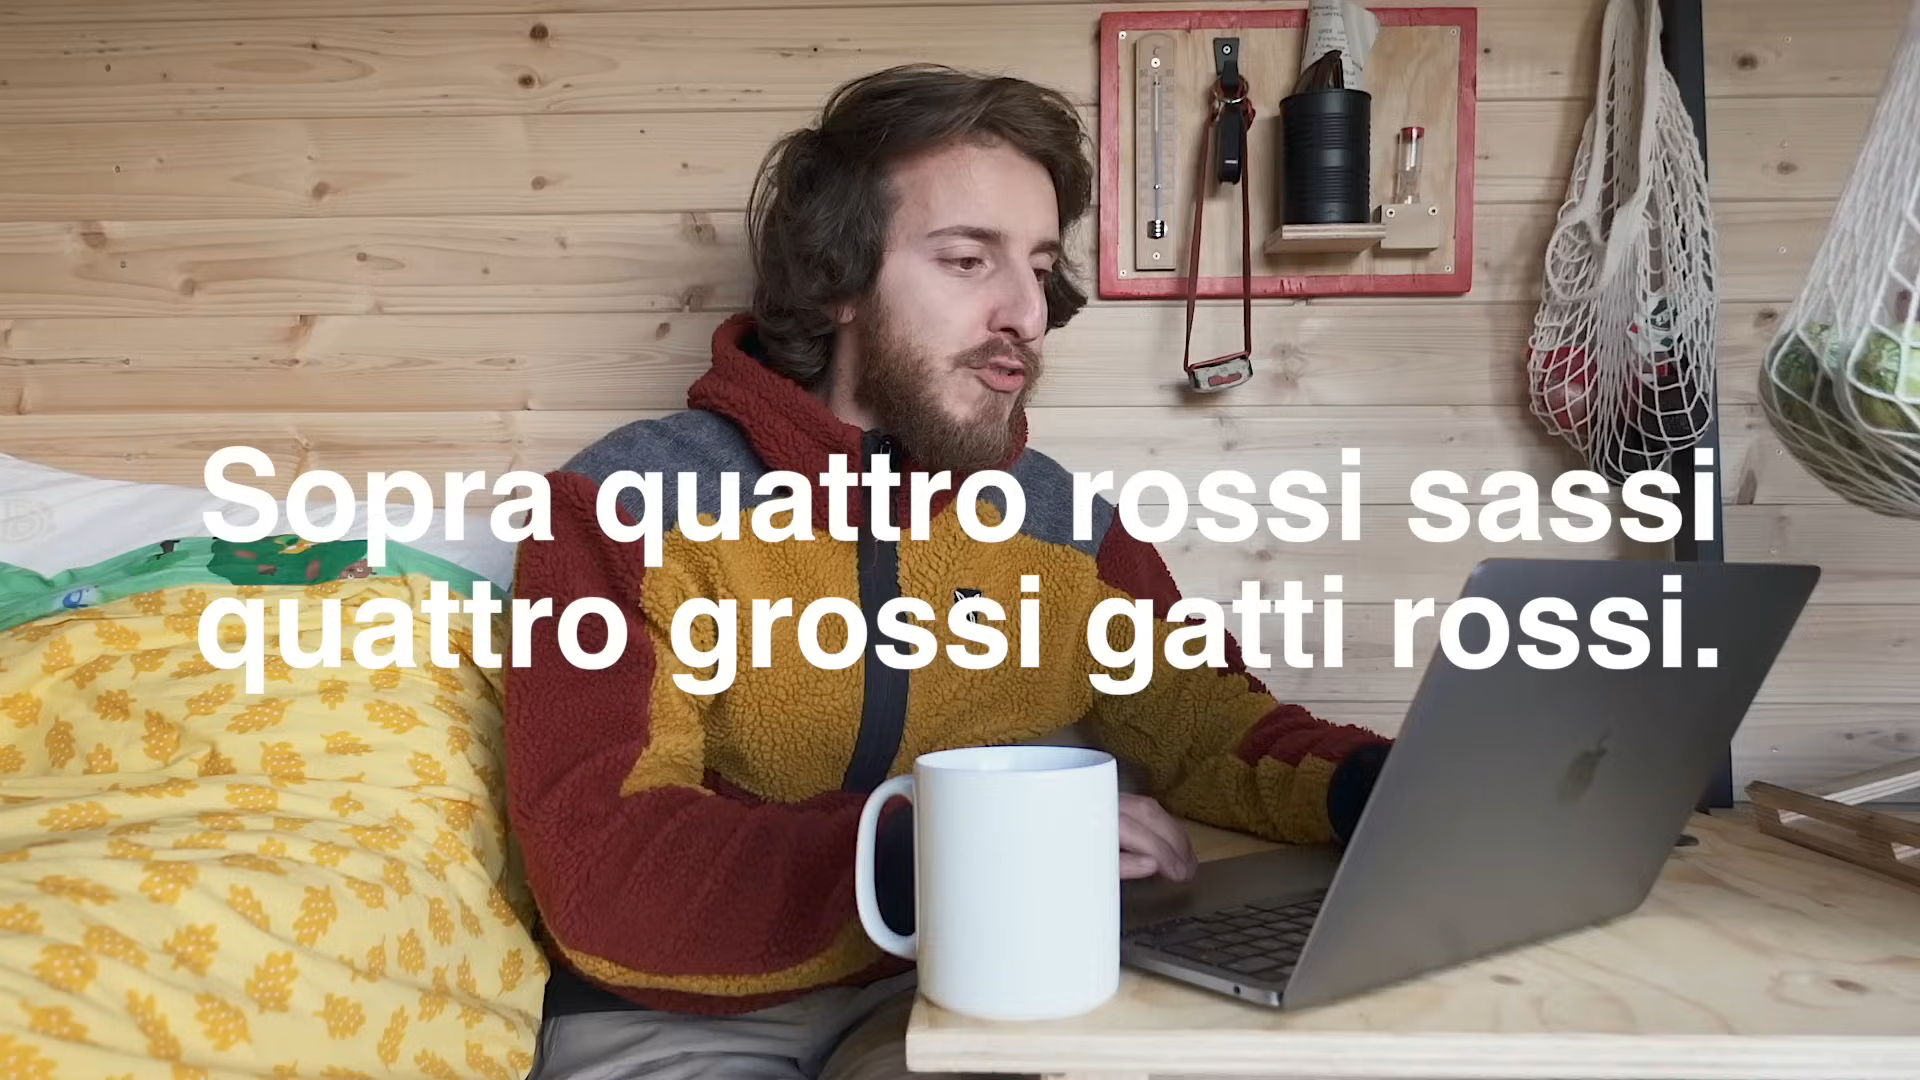 Sopra quattro rossi sassi
quattro grossi gatti rossi.